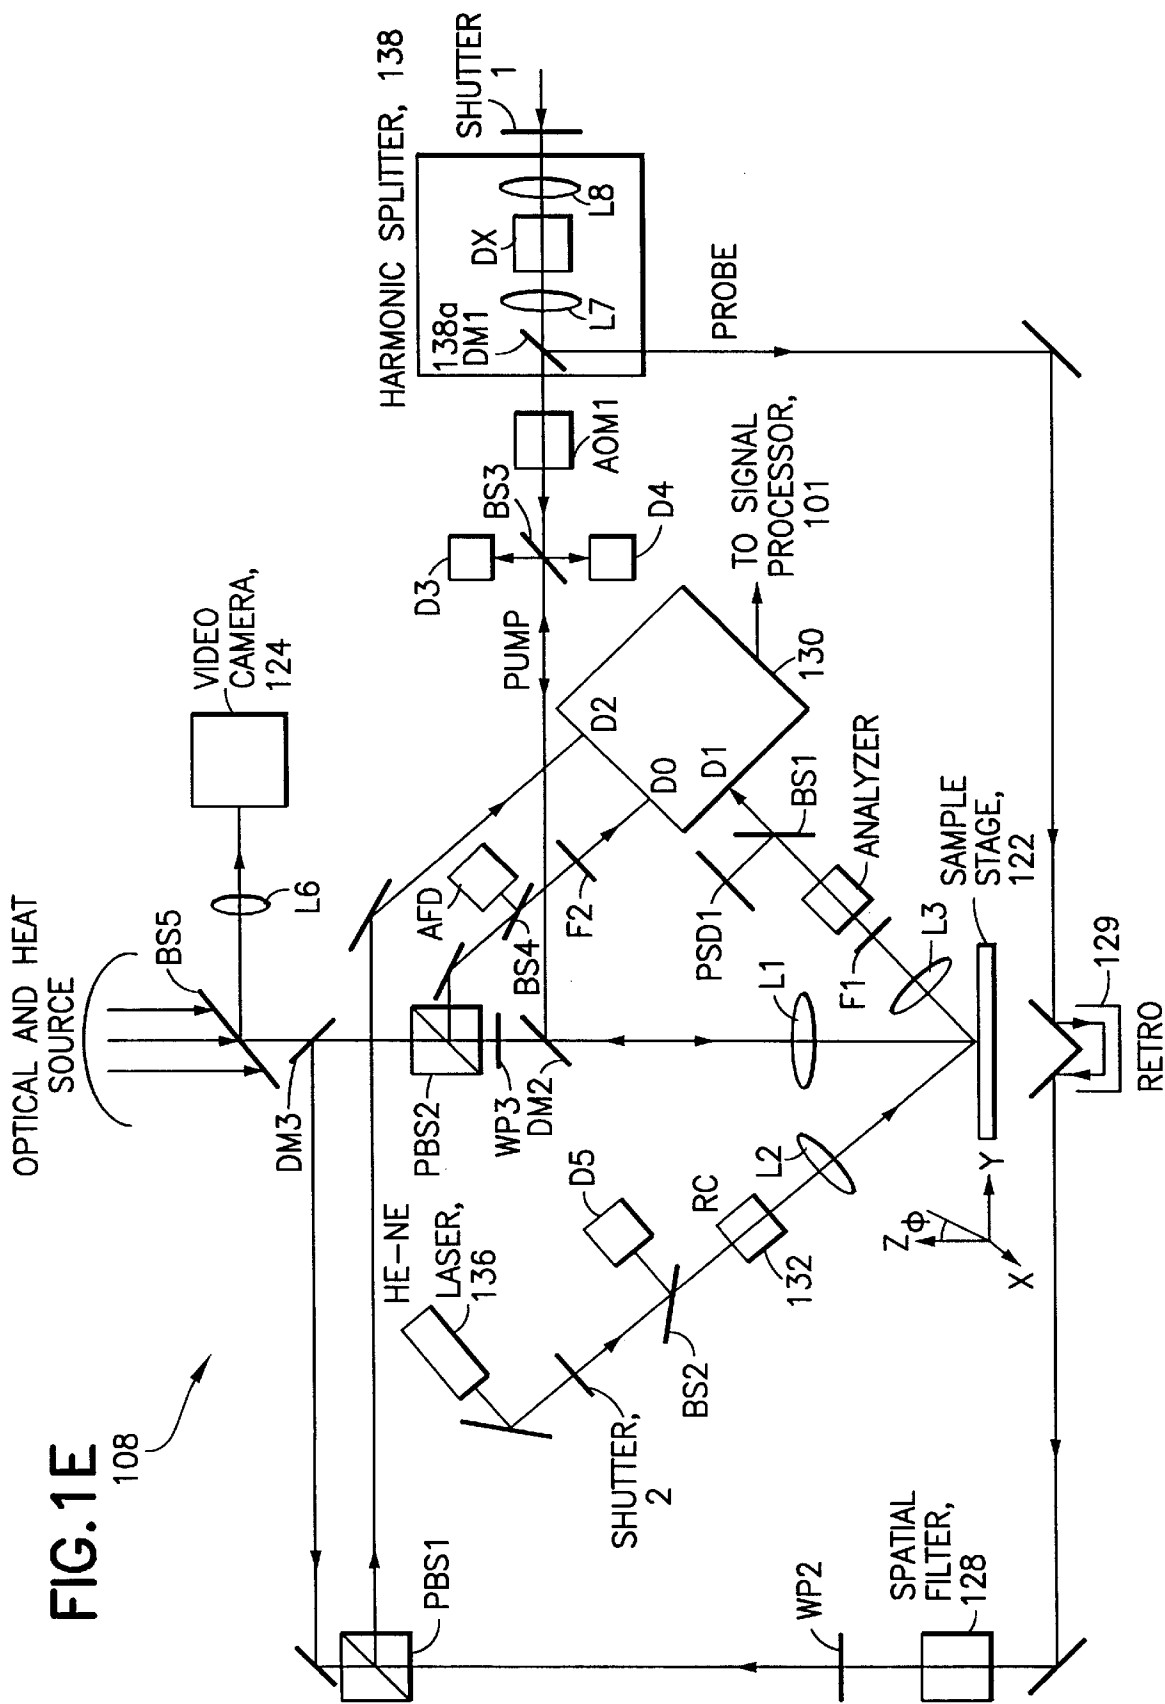 FIG.1E
108
OPTICAL AND HEAT
SOURCE
BS5
L6
VIDEO
CAMERA,
124
DM3
PBS2
WP3
DM2
AFD
BS4
F2
PUMP
D3
BS3
D4
AOM1
HARMONIC SPLITTER, 138
138a
DM1
L7
DX
L8
SHUTTER
1
PROBE
HE-NE
LASER,
136
D5
SHUTTER,
2
BS2
RC
132
L2
L1
D2
D0
D1
130
TO SIGNAL
PROCESSOR,
101
PSD1
BS1
ANALYZER
F1
L3
SAMPLE
STAGE,
122
Z
Φ
Y
X
129
RETRO
PBS1
WP2
SPATIAL
FILTER,
128